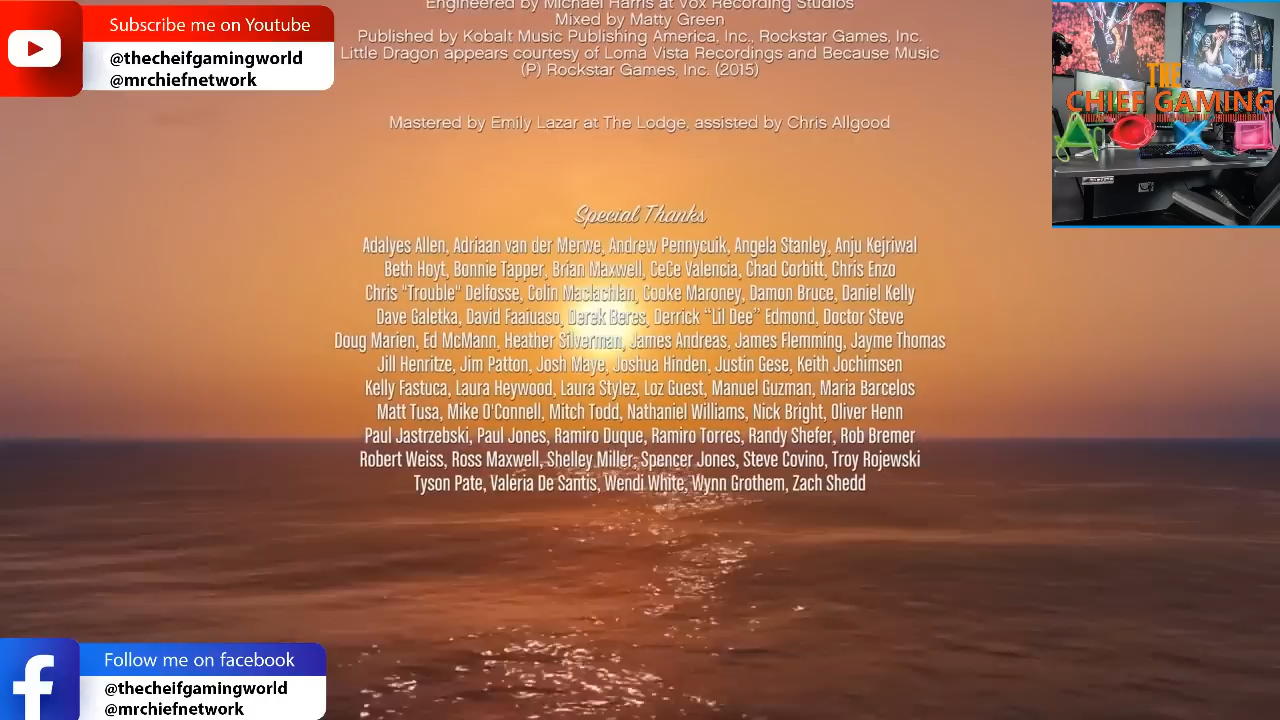 Subscribe me on Youtube
@thecheifgamingworld
@mrchiefnetwork
Engineered by Michael Harris at Vox Recording Studios
Mixed by Matty Green
Published by Kobalt Music Publishing America, Inc., Rockstar Games, Inc.
Little Dragon appears courtesy of Loma Vista Recordings and Because Music
(P) Rockstar Games, Inc. (2015)
Mastered by Emily Lazar at The Lodge, assisted by Chris Allgood
THE
CHIEF GAMING
Special Thanks
Adalyes Allen, Adriaan van der Merwe, Andrew Pennycuik, Angela Stanley, Anju Kejriwal
Beth Hoyt, Bonnie Tapper, Brian Maxwell, CeCe Valencia, Chad Corbitt, Chris Enzo
Chris "Trouble" Delfosse, Colin Maclachlan, Cooke Maroney, Damon Bruce, Daniel Kelly
Dave Galetka, David Faaiuaso, Derek Beres, Derrick “Lil Dee” Edmond, Doctor Steve
Doug Marien, Ed McMann, Heather Silverman, James Andreas, James Flemming, Jayme Thomas
Jill Henritze, Jim Patton, Josh Maye, Joshua Hinden, Justin Gese, Keith Jochimsen
Kelly Fastuca, Laura Heywood, Laura Stylez, Loz Guest, Manuel Guzman, Maria Barcelos
Matt Tusa, Mike O'Connell, Mitch Todd, Nathaniel Williams, Nick Bright, Oliver Henn
Paul Jastrzebski, Paul Jones, Ramiro Duque, Ramiro Torres, Randy Shefer, Rob Bremer
Robert Weiss, Ross Maxwell, Shelley Miller, Spencer Jones, Steve Covino, Troy Rojewski
Tyson Pate, Valeria De Santis, Wendi White, Wynn Grothem, Zach Shedd
Follow me on facebook
@thecheifgamingworld
@mrchiefnetwork